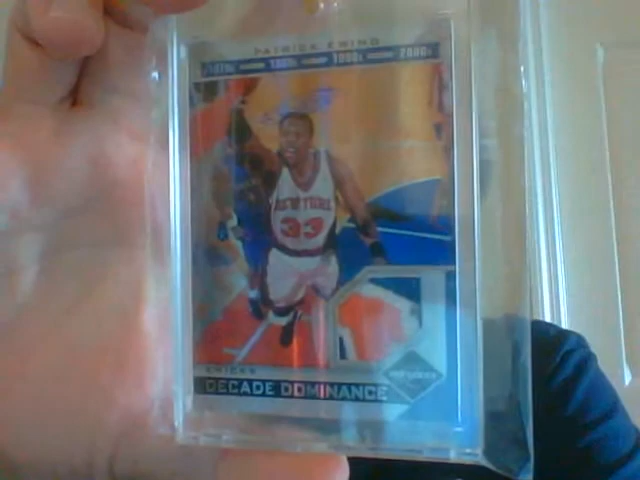 PATRICK EWING
1970s 1980s 1990s 2000s
NEW YORK
33
KNICKS
DECADE DOMINANCE